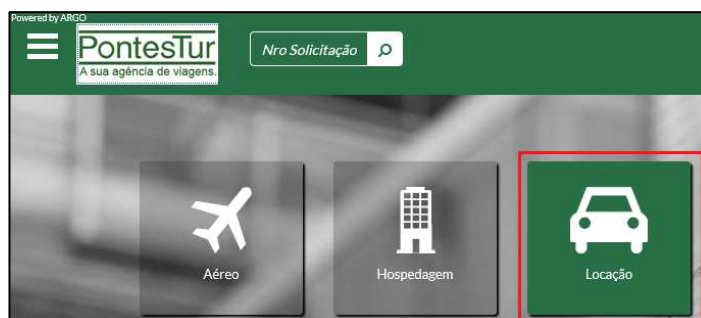 Powered by ARGO
PontesTur
A sua agência de viagens.
Nro Solicitação
Aéreo
Hospedagem
Locação